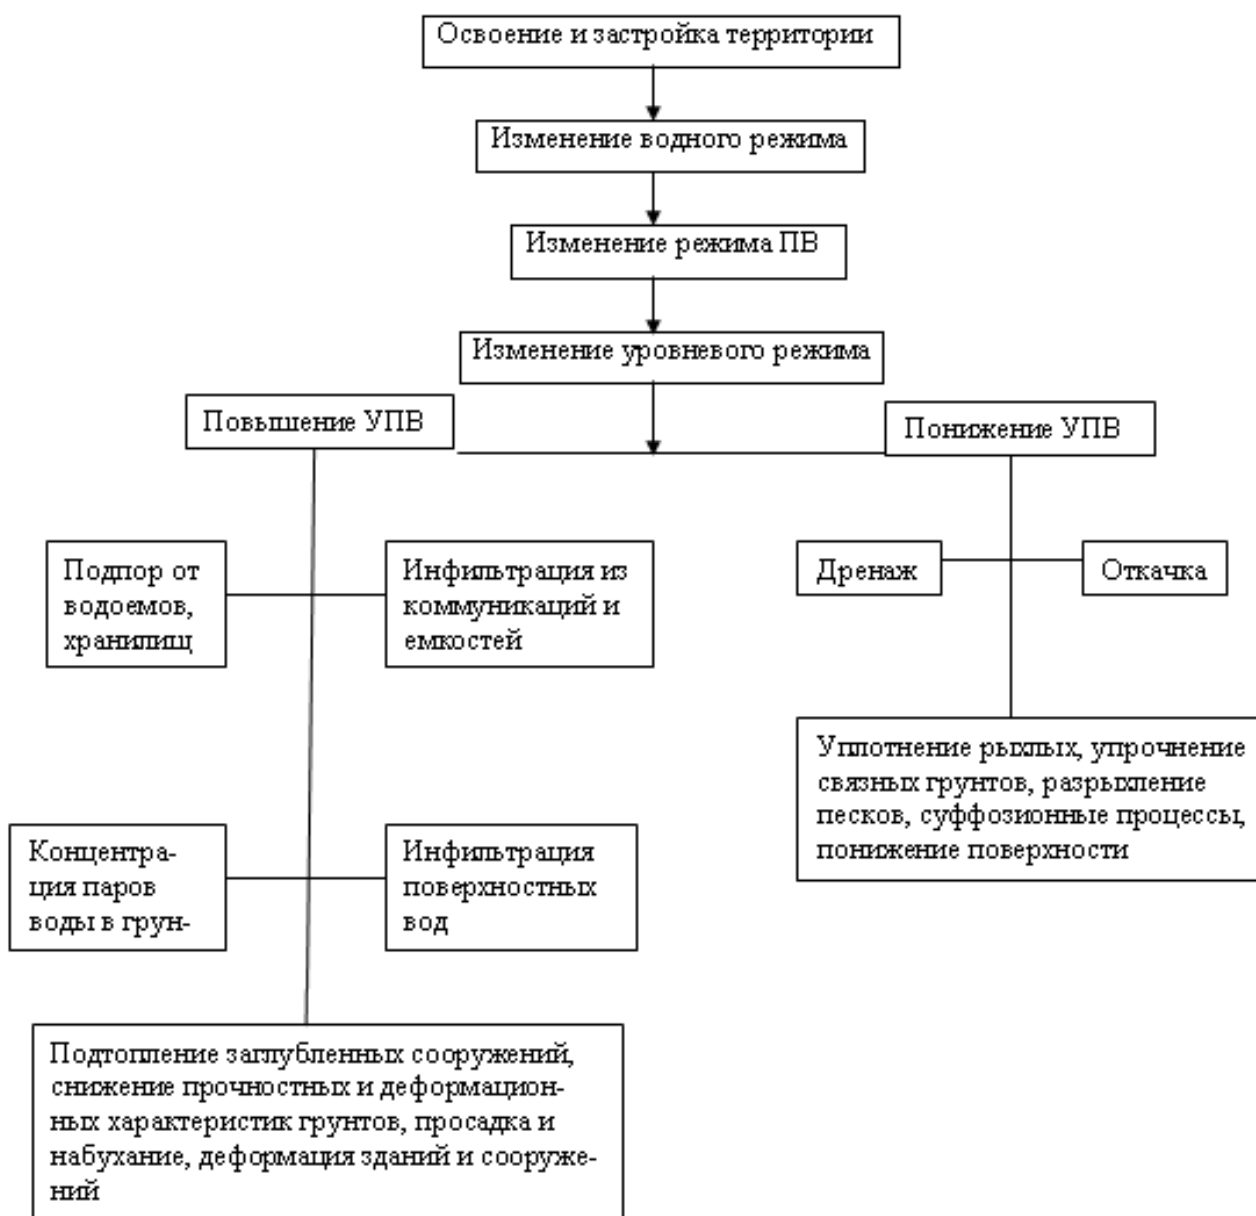 Освоение и застройка территории
Изменение водного режима
Изменение режима ПВ
Изменение уровневого режима
Повышение УПВ
Понижение УПВ
Подпор от
водоемов,
хранилищ
Инфильтрация из
коммуникаций и
емкостей
Дренаж
Откачка
Уплотнение рыхлых, упрочнение
связных грунтов, разрыхление
песков, суффозионные процессы,
понижение поверхности
Концентра-
ция паров
воды в грун-
Инфильтрация
поверхностных
вод
Подтопление заглубленных сооружений,
снижение прочностных и деформацион-
ных характеристик грунтов, просадка и
набухание, деформация зданий и сооруже-
ний